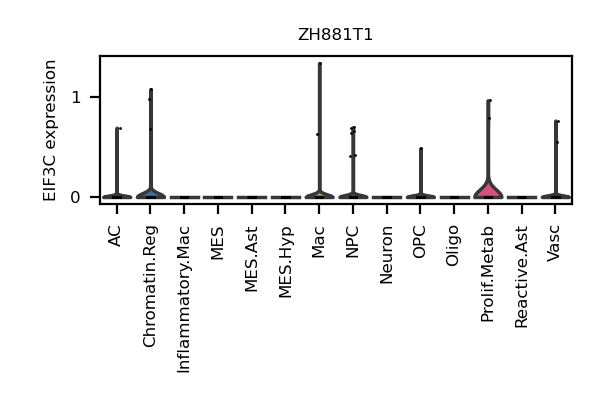 ZH881T1
EIF3C expression
1
0
AC
Chromatin.Reg
Inflammatory.Mac
MES
MES.Ast
MES.Hyp
Mac
NPC
Neuron
OPC
Oligo
Prolif.Metab
Reactive.Ast
Vasc